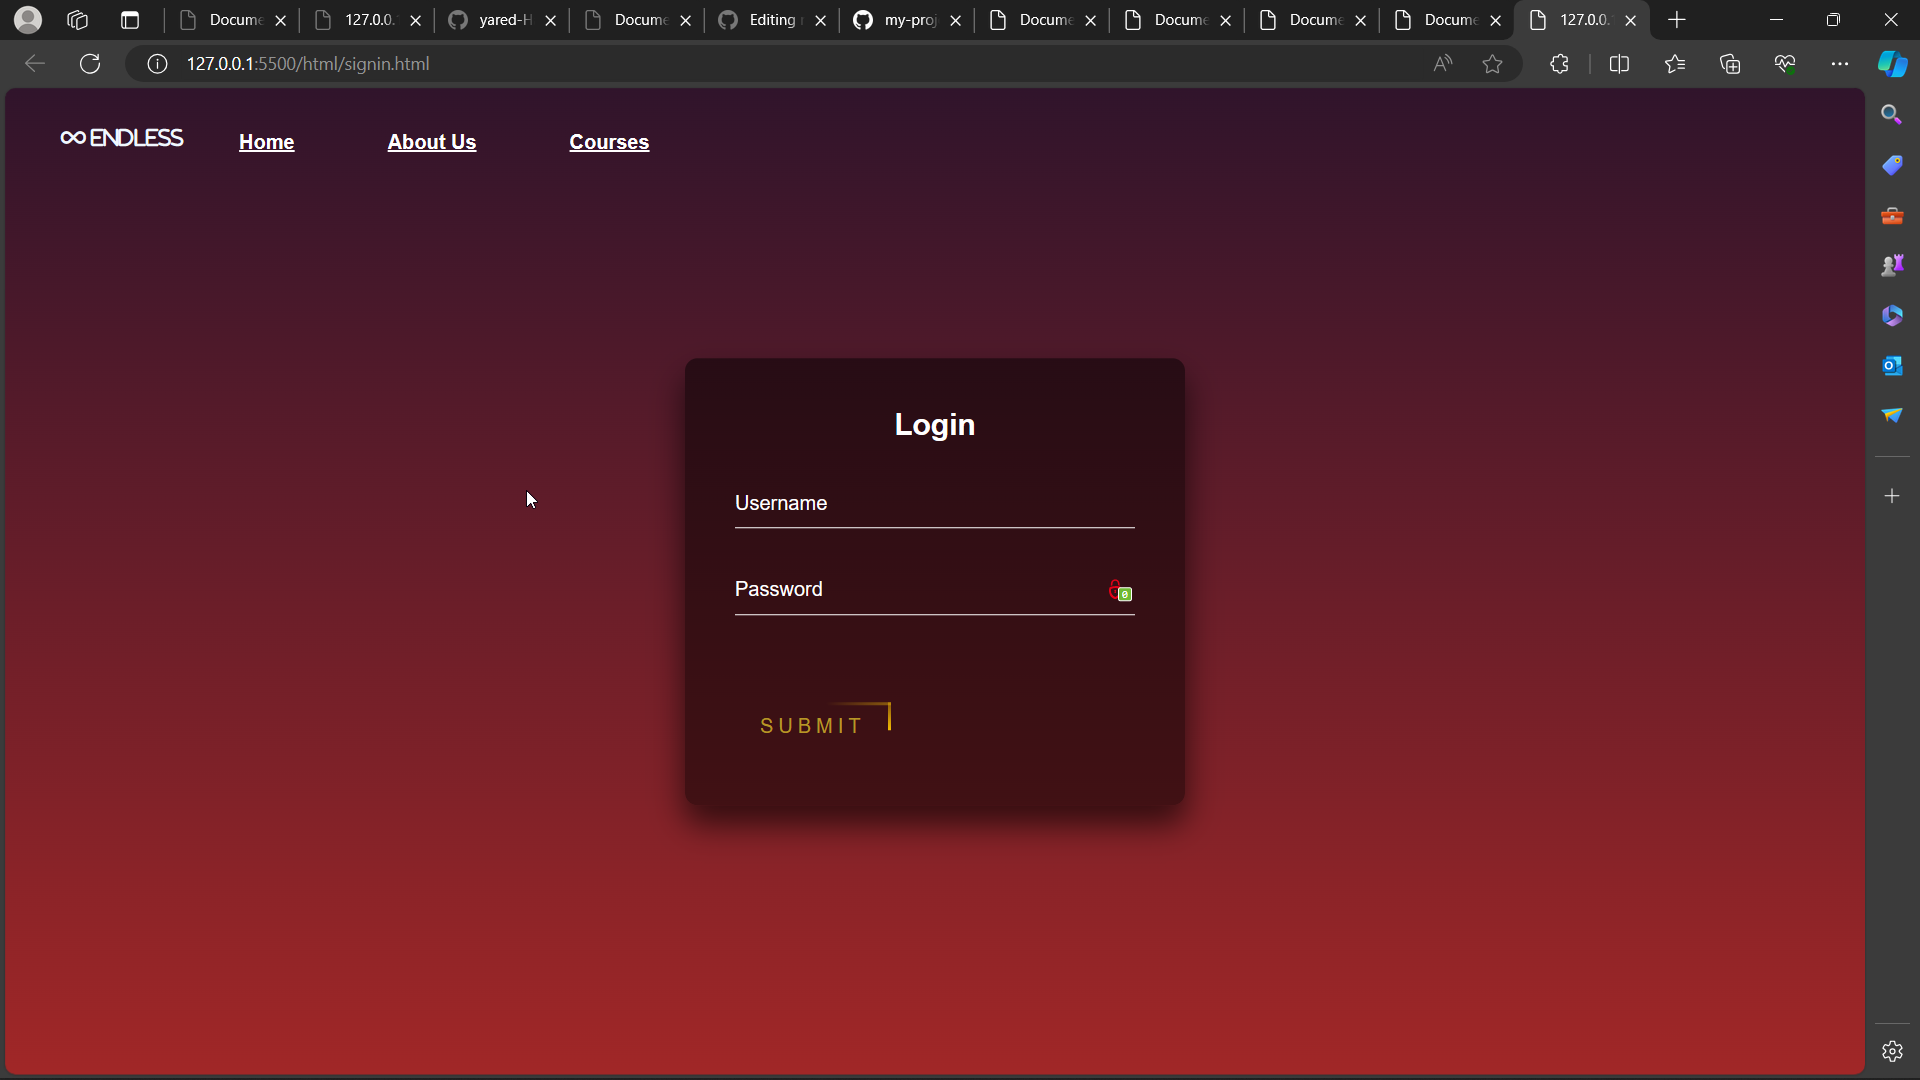 Docume 127.0.0. yared-H Docume Editing my-proj Docume Docume Docume Docume 127.0.0.
127.0.0.1:5500/html/signin.html
ENDLESS Home About Us Courses
Login
Username
Password
0
SUBMIT